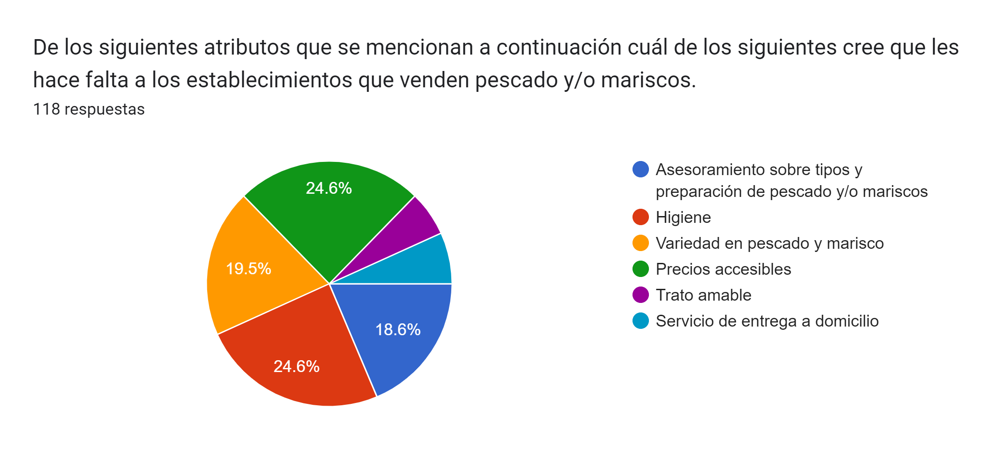 De los siguientes atributos que se mencionan a continuación cuál de los siguientes cree que les
hace falta a los establecimientos que venden pescado y/o mariscos.
118 respuestas
24.6%
19.5%
18.6%
24.6%
Asesoramiento sobre tipos y
preparación de pescado y/o mariscos
Higiene
Variedad en pescado y marisco
Precios accesibles
Trato amable
Servicio de entrega a domicilio